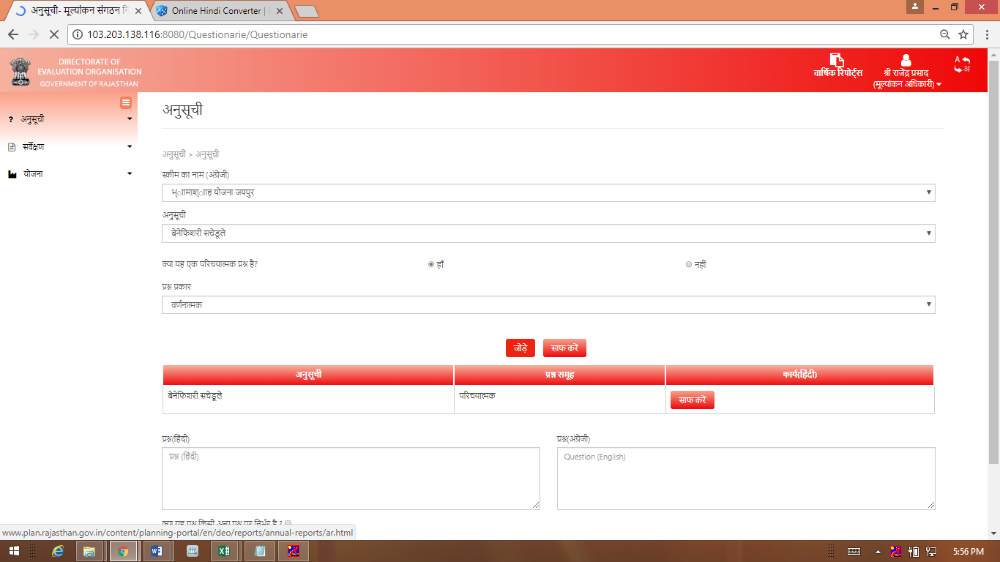 अनुसूची- मूल्यांकन संगठन नि
Online Hindi Converter |
103.203.138.116:8080/Questionarie/Questionarie
DIRECTORATE OF
EVALUATION ORGANISATION
GOVERNMENT OF RAJASTHAN
वार्षिक रिपोर्ट्स
श्री राजेंद्र प्रसाद
(मूल्यांकन अधिकारी)
A
अ
अनुसूची
सर्वेक्षण
योजना
अनुसूची
अनुसूची > अनुसूची
स्कीम का नाम (अंग्रेजी)
भ्ाामाश्ााह योजना जयपुर
अनुसूची
बेनेफिशरी सचेडूले
क्या यह एक परिचयात्मक प्रश्न है?
हाँ
नहीं
प्रश्न प्रकार
वर्णनात्मक
जोड़े
साफ करें
अनुसूची
प्रश्न समूह
कार्य(हिंदी)
बेनेफिशरी सचेडूले
परिचयात्मक
साफ करें
प्रश्न(हिंदी)
प्रश्न(अंग्रेजी)
प्रश्न (हिंदी)
Question (English)
क्या यह प्रश्न किसी अन्य प्रश्न पर निर्भर है ?
www.plan.rajasthan.gov.in/content/planning-portal/en/deo/reports/annual-reports/ar.html
5:56 PM